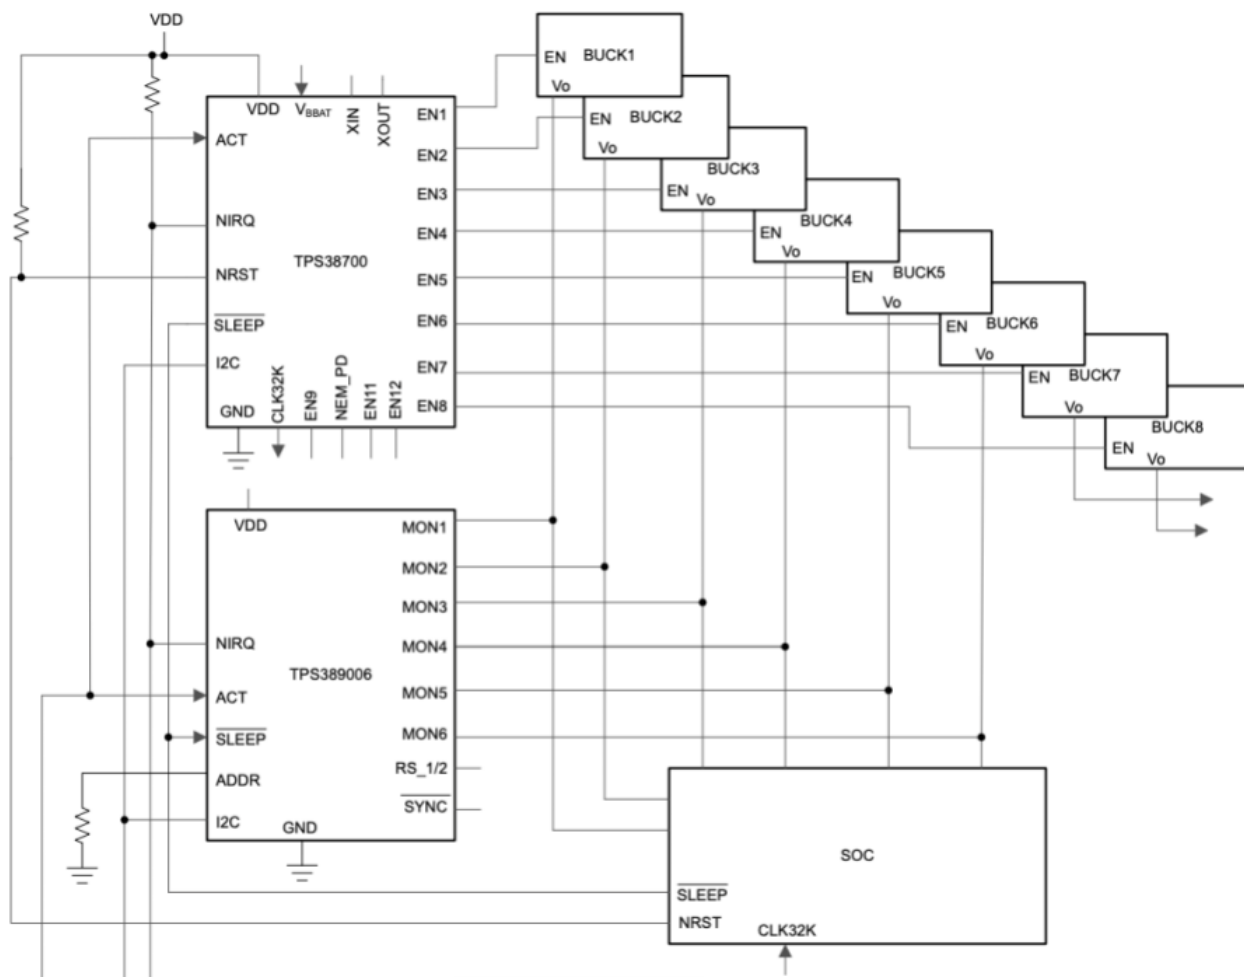 VDD
VDD
VBBAT
XIN
XOUT
ACT
NIRQ
NRST
SLEEP
I2C
GND
TPS38700
CLK32K
EN9
NEM_PD
EN11
EN12
EN1
EN2
EN3
EN4
EN5
EN6
EN7
EN8
EN
BUCK1
Vo
EN
BUCK2
Vo
EN
BUCK3
Vo
EN
BUCK4
Vo
EN
BUCK5
Vo
EN
BUCK6
Vo
EN
BUCK7
Vo
EN
BUCK8
Vo
VDD
NIRQ
ACT
SLEEP
ADDR
I2C
GND
TPS389006
MON1
MON2
MON3
MON4
MON5
MON6
RS_1/2
SYNC
SOC
SLEEP
NRST
CLK32K